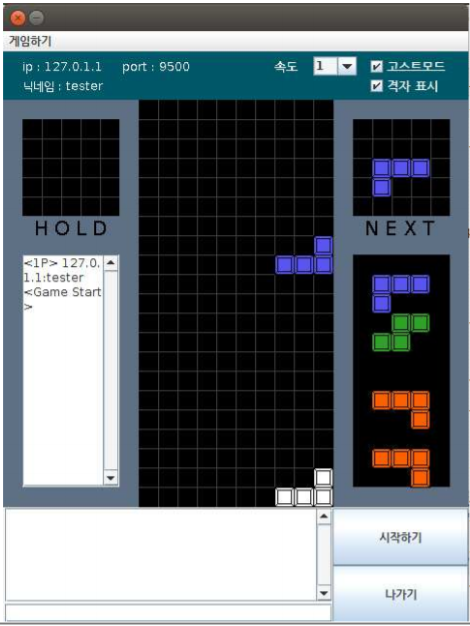 게임하기
ip : 127.0.1.1 port : 9500 속도 1 고스트모드
닉네임 : tester 격자 표시
HOLD
NEXT
<1P> 127.0.
1.1:tester
<Game Start
>
시작하기
나가기